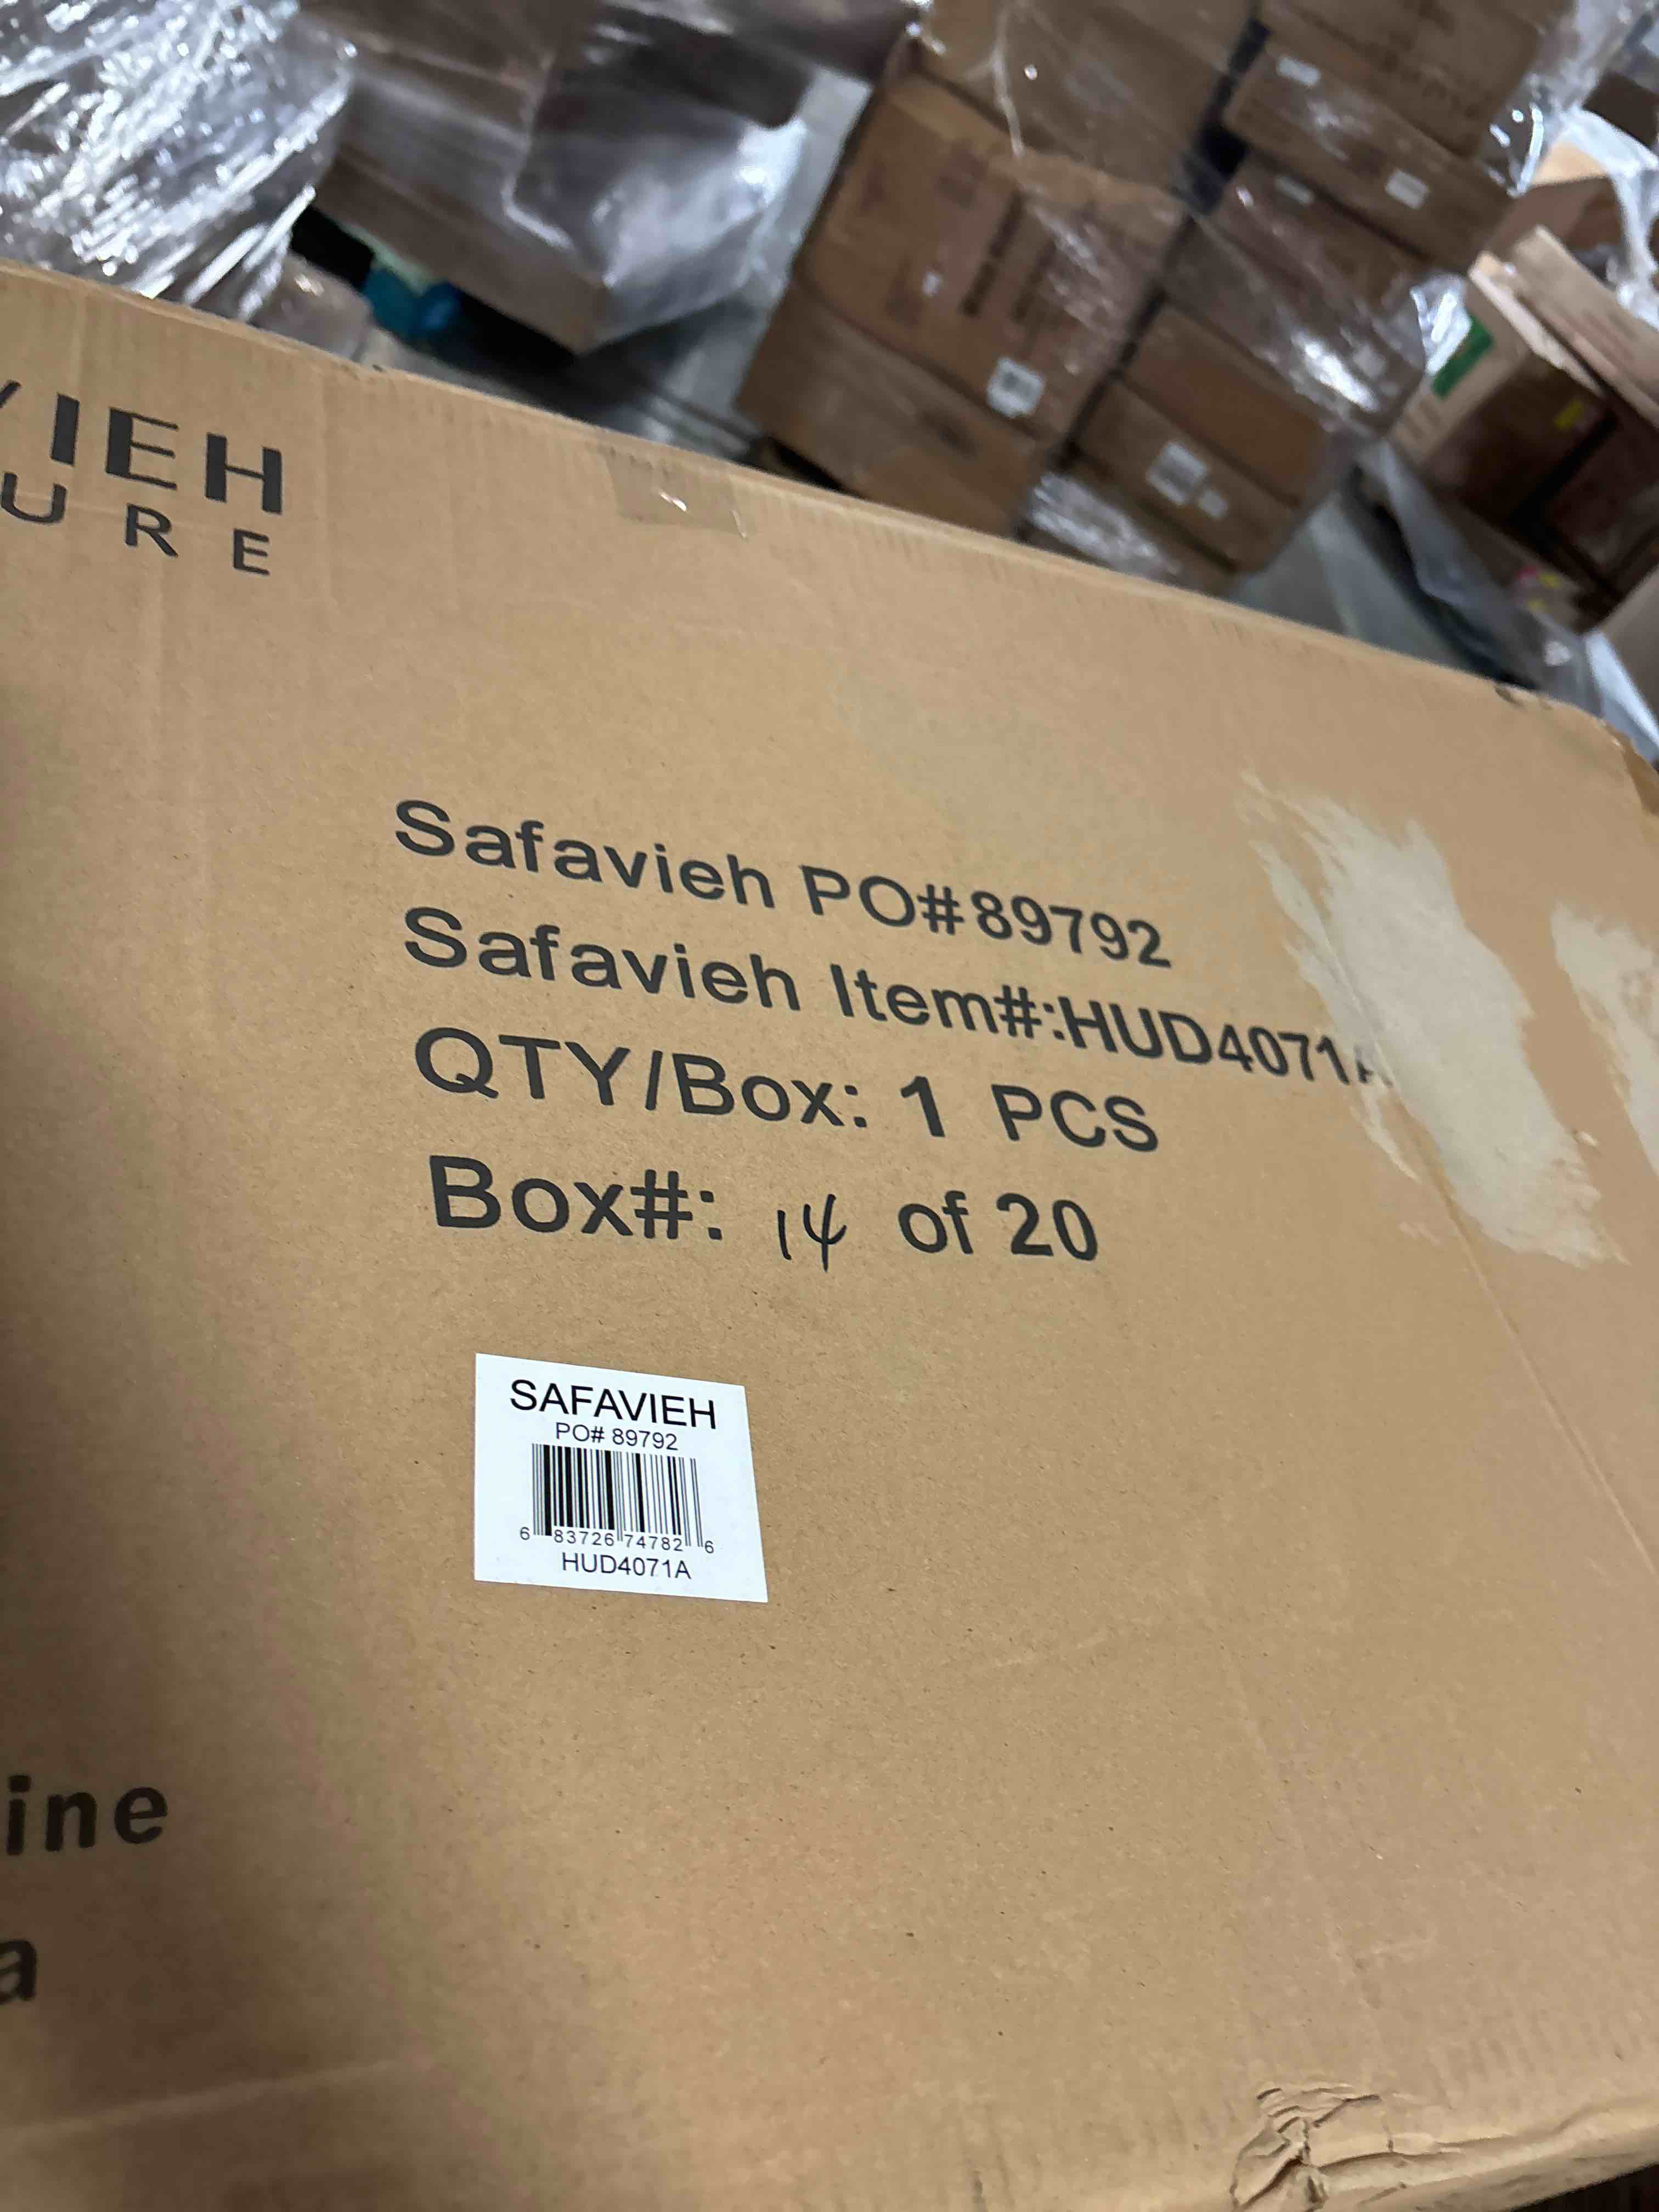 VIEH
URE
Safavieh PO#89792
Safavieh Item#:HUD4071A
QTY/Box: 1 PCS
Box#: 14 of 20
SAFAVIEH
PO# 89792
6 83726 74782 6
HUD4071A
ine
a